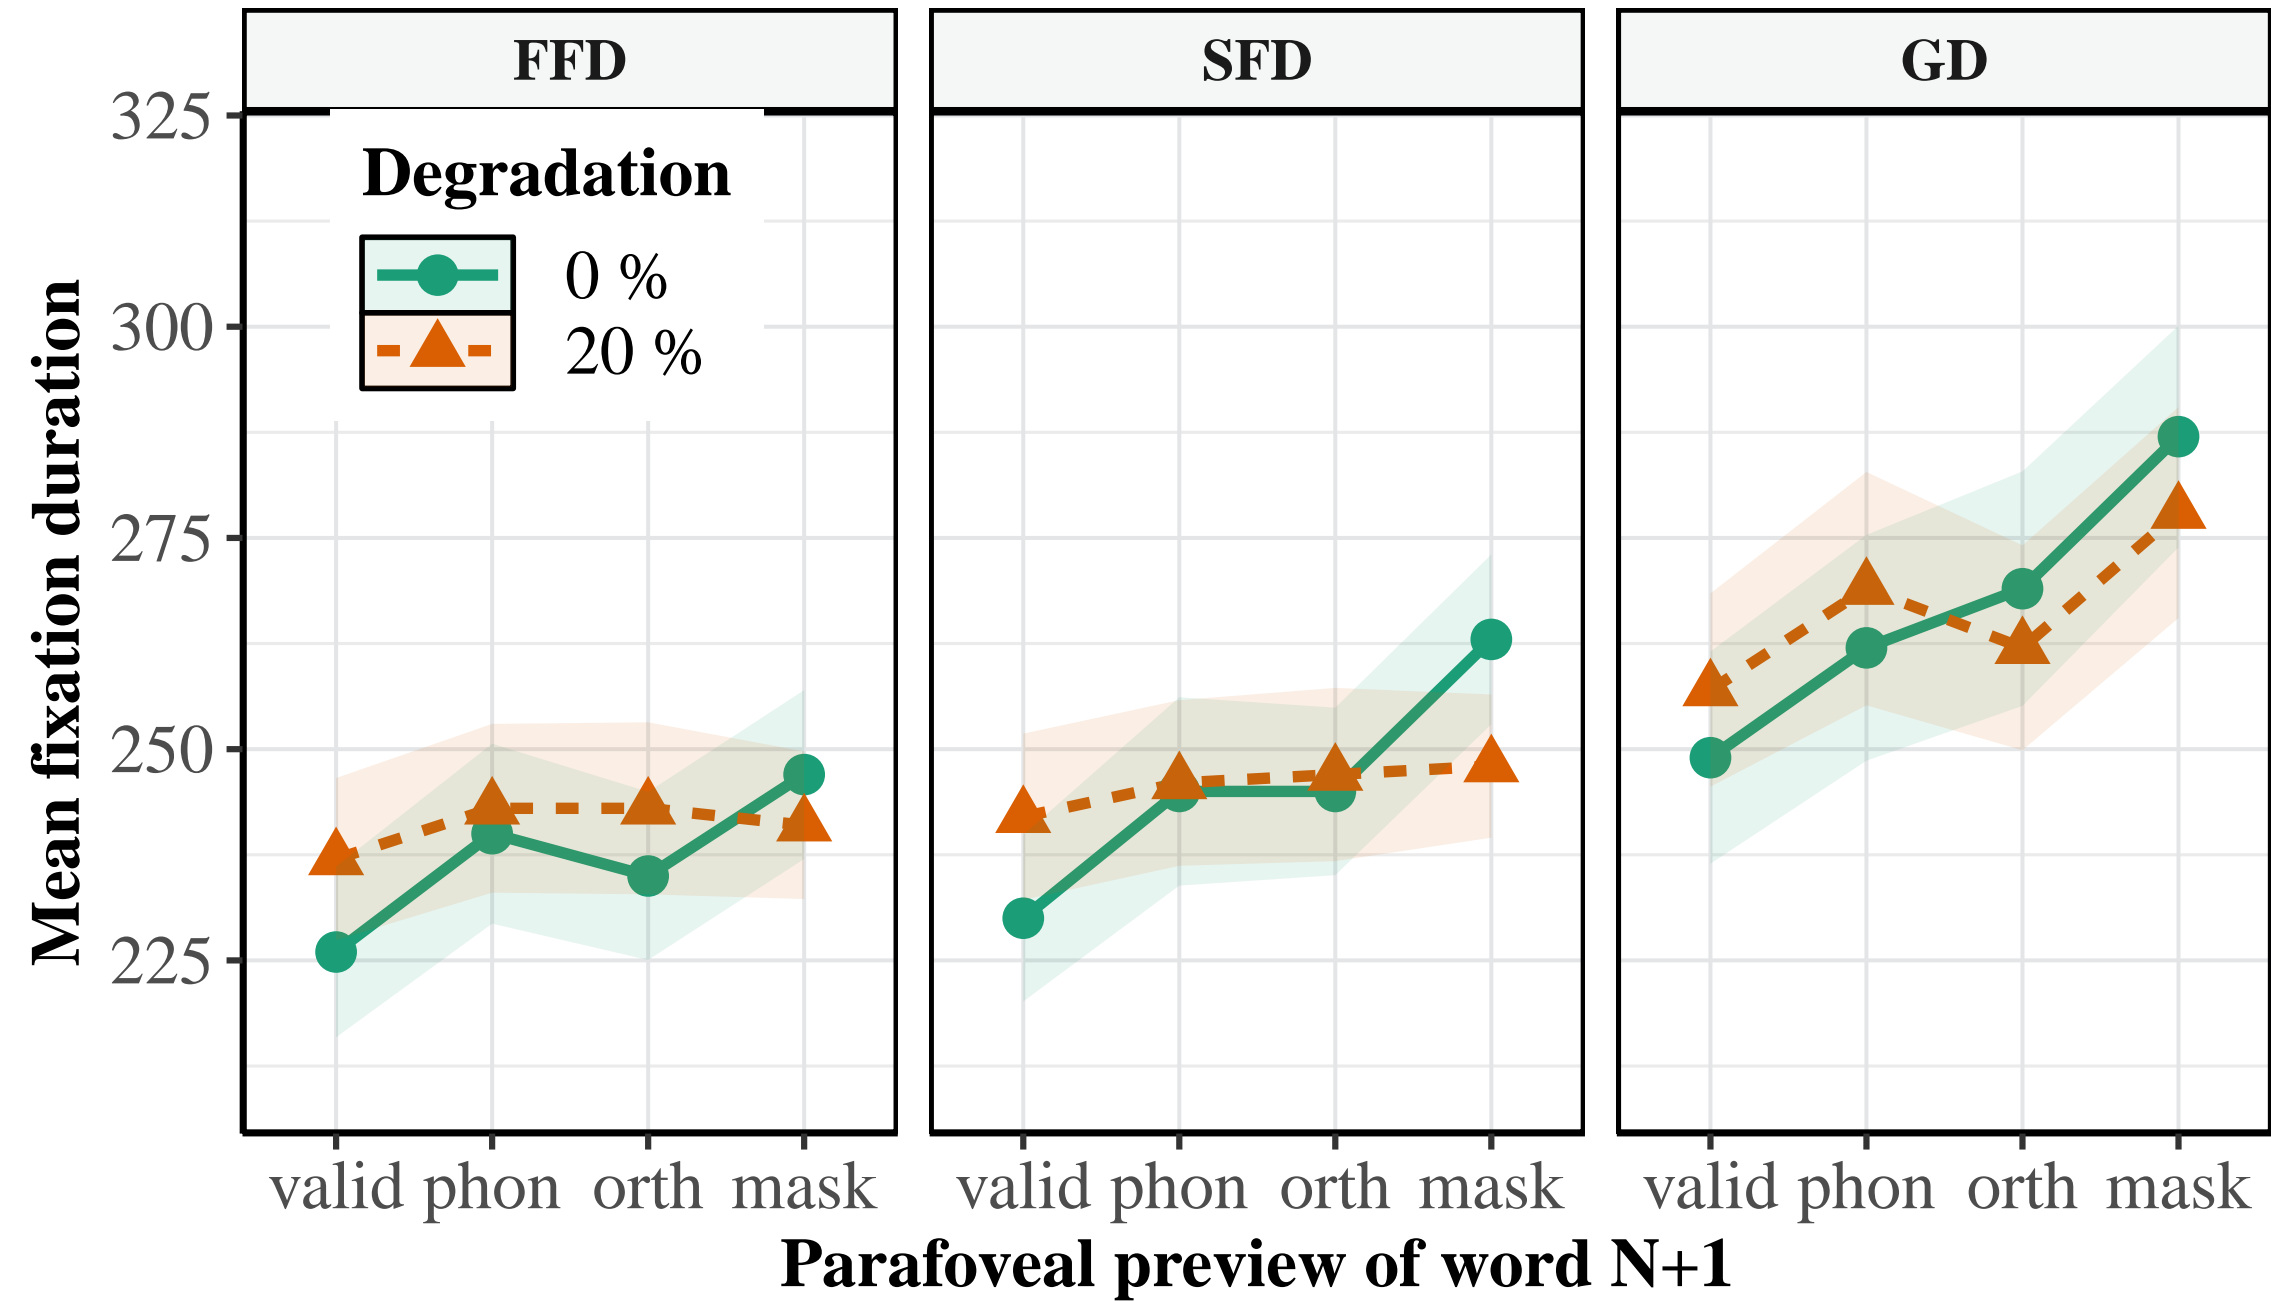 FFD SFD GD
Degradation
0 %
20 %
325
300
275
250
225
Mean fixation duration
valid phon orth mask valid phon orth mask valid phon orth mask
Parafoveal preview of word N+1